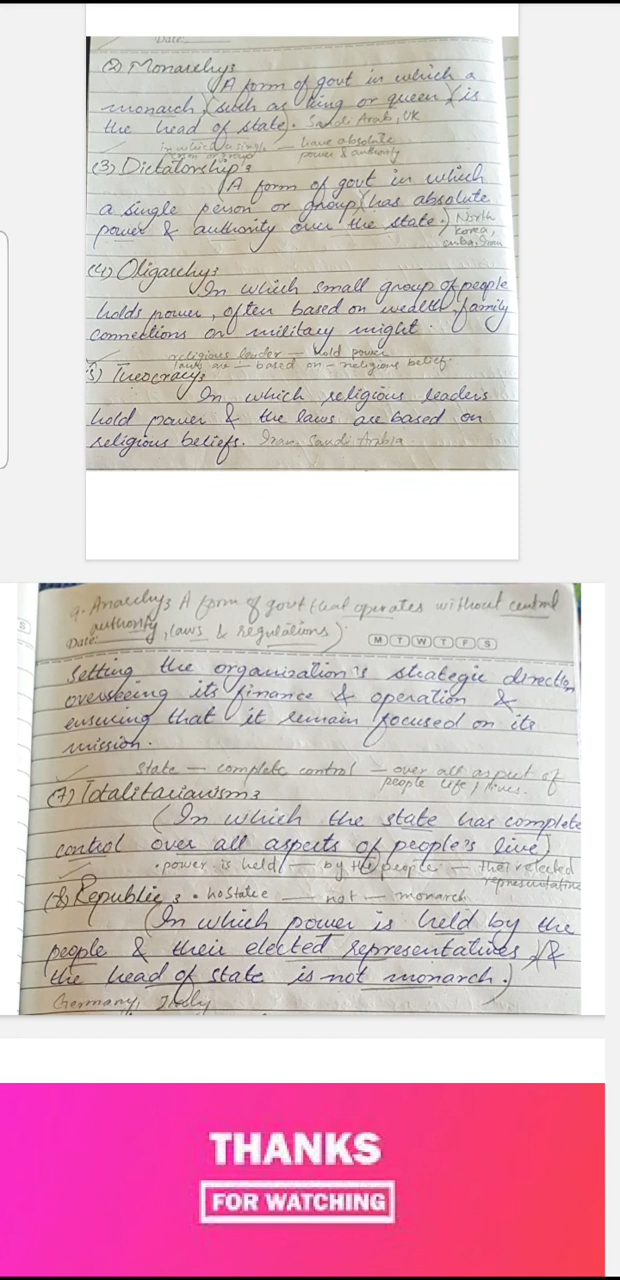 Date:
(2) Monarchy:
A form of govt in which a
monarch (such as king or queen) is
the head of state). Saudi Arab, UK
in which a single have absolute
person or group power & authority
(3) Dictatorship:
(A form of govt in which
a single person or group (has absolute
power & authority over the state.) North
korea,
cuba, Iran
(4) Oligarchy:
In which small group of people
holds power, often based on wealth, family
connections or military might.
religious leader – hold power
laws are – based on – religious belief.
5) Theocracy:
In which religious leaders
hold power & the laws are based on
religious beliefs. Iran, Saudi Arabia
9. Anarchy: A form of govt that operates without central
authority, laws & regulations)
Date: M T W T F S
Setting the organization's strategic direction
overseeing its finance & operation &
ensuring that it remain focused on its
mission.
State – complete control – over all aspect of
people life / lives.
(7) Totalitarianism:
(In which the state has complete
control over all aspects of people's live)
• power is held – by the people – their elected
representative
(8) Republic: • hostate – not – monarch
(In which power is held by the
people & their elected representatives) (&
the head of state is not monarch.)
Germany, Italy
THANKS
FOR WATCHING